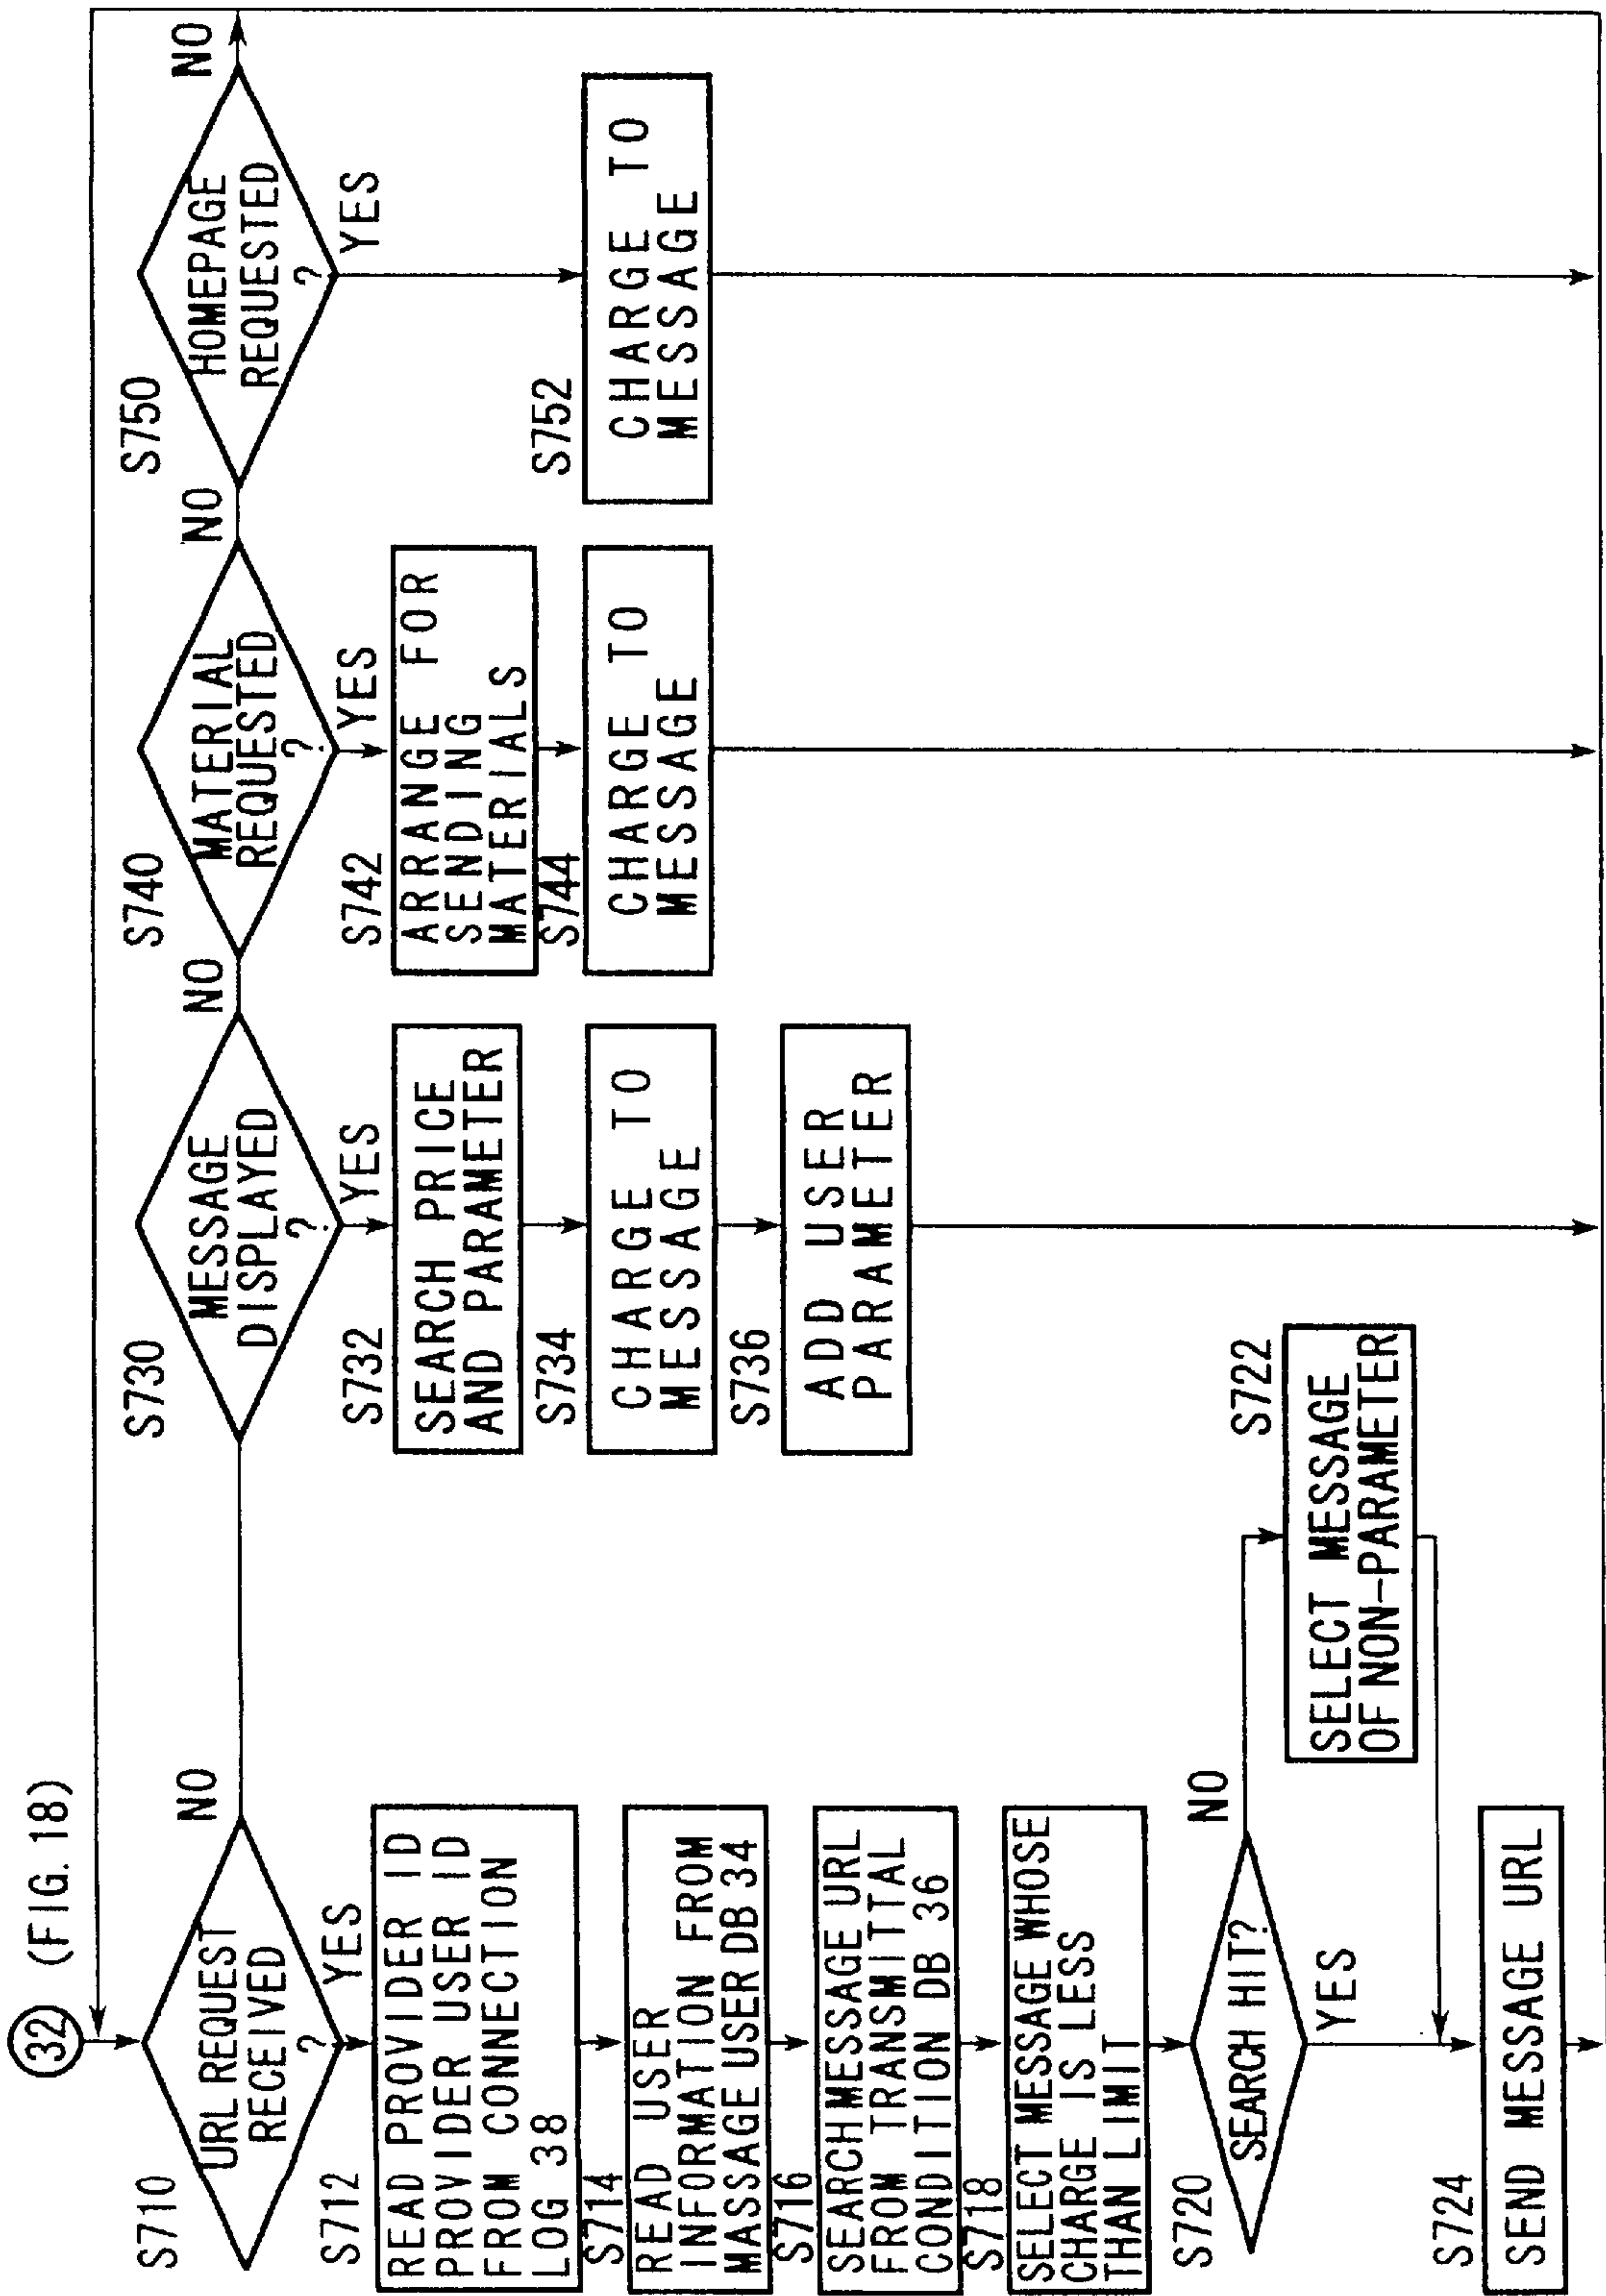 32 (FIG. 18)
S710
URL REQUEST
RECEIVED
?
NO
YES
S712
READ PROVIDER ID
PROVIDER USER ID
FROM CONNECTION
LOG 38
S714
READ USER
INFORMATION FROM
MASSAGE USER DB 34
S716
SEARCH MESSAGE URL
FROM TRANSMITTAL
CONDITION DB 36
S718
SELECT MESSAGE WHOSE
CHARGE IS LESS
THAN LIMIT
S720
SEARCH HIT?
NO
YES
S722
SELECT MESSAGE
OF NON-PARAMETER
S724
SEND MESSAGE URL
S730
MESSAGE
DISPLAYED
?
NO
YES
S732
SEARCH PRICE
AND PARAMETER
S734
CHARGE TO
MESSAGE
S736
ADD USER
PARAMETER
S740
MATERIAL
REQUESTED
?
NO
YES
S742
ARRANGE FOR
SENDING
MATERIALS
S744
CHARGE TO
MESSAGE
S750
HOMEPAGE
REQUESTED
?
NO
YES
S752
CHARGE TO
MESSAGE